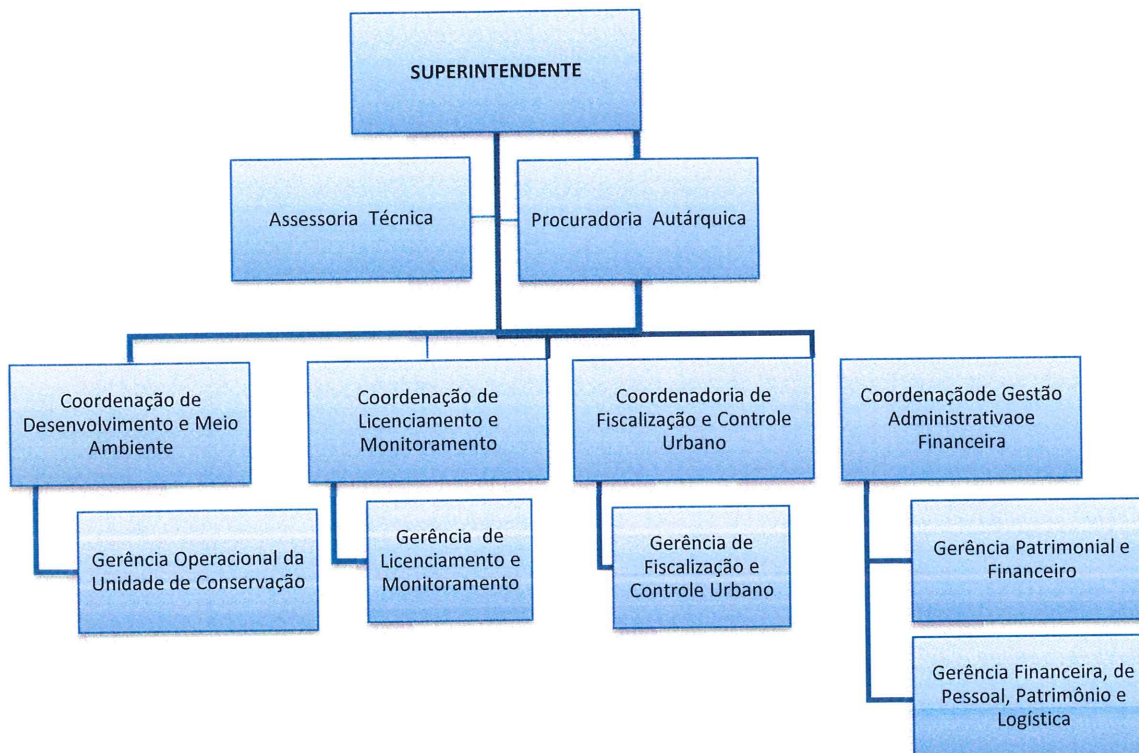 SUPERINTENDENTE
Assessoria Técnica
Procuradoria Autárquica
Coordenação de
Desenvolvimento e Meio
Ambiente
Coordenação de
Licenciamento e
Monitoramento
Coordenadoria de
Fiscalização e Controle
Urbano
Coordenaçãode Gestão
Administrativaoe
Financeira
Gerência Operacional da
Unidade de Conservação
Gerência de
Licenciamento e
Monitoramento
Gerência de
Fiscalização e
Controle Urbano
Gerência Patrimonial e
Financeiro
Gerência Financeira, de
Pessoal, Patrimônio e
Logística